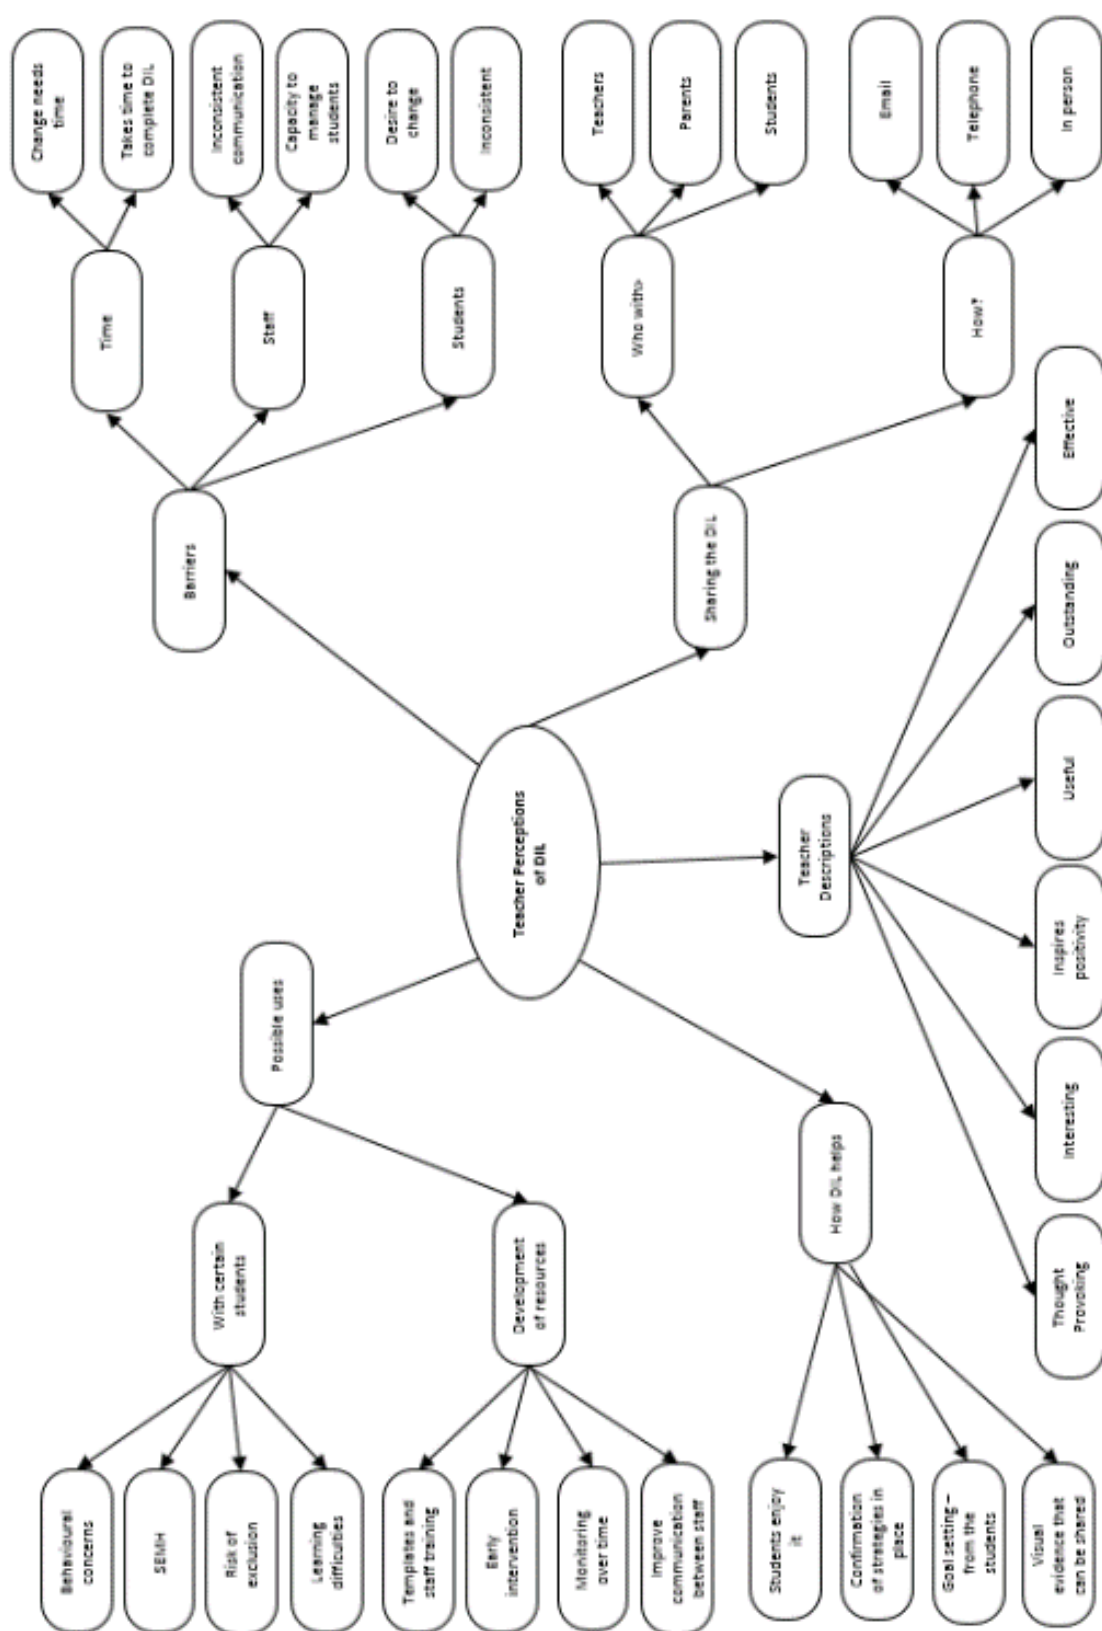 Behavioural
concerns
SEMH
Risk of
exclusion
Learning
difficulties
Templates and
staff training
Early
intervention
Monitoring
over time
Improve
communication
between staff
Students enjoy
it
Confirmation
of strategies in
place
Goal setting –
from the
students
Visual
evidence that
can be shared
With certain
students
Development
of resources
How DIL helps
Possible uses
Teacher Perceptions
of DIL
Teacher
Descriptions
Thought
Provoking
Interesting
Inspires
positivity
Useful
Outstanding
Effective
Barriers
Sharing the DIL
Time
Staff
Students
Who with>
How?
Change needs
time
Takes time to
complete DIL
Inconsistent
communication
Capacity to
manage
students
Desire to
change
Inconsistent
Teachers
Parents
Students
Email
Telephone
In person